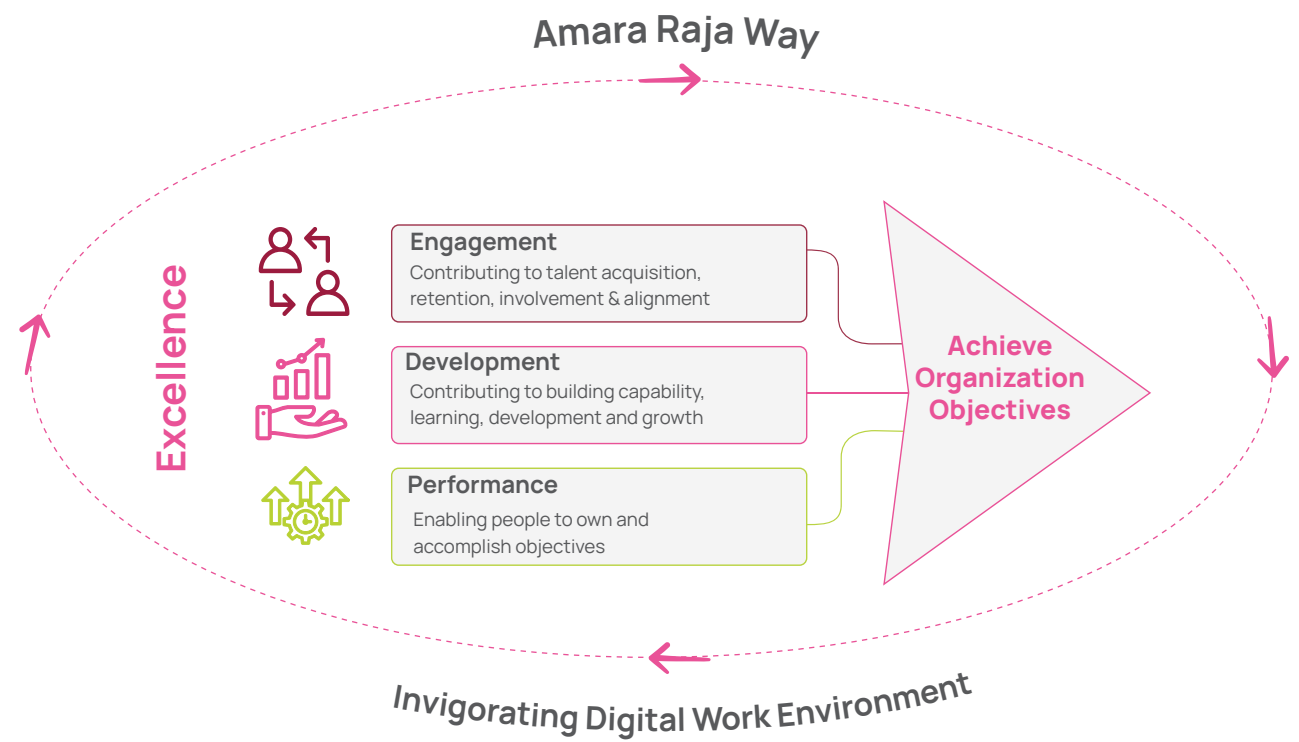 Amara Raja Way
Excellence
Engagement
Contributing to talent acquisition,
retention, involvement & alignment
Development
Contributing to building capability,
learning, development and growth
Performance
Enabling people to own and
accomplish objectives
Achieve
Organization
Objectives
Invigorating Digital Work Environment